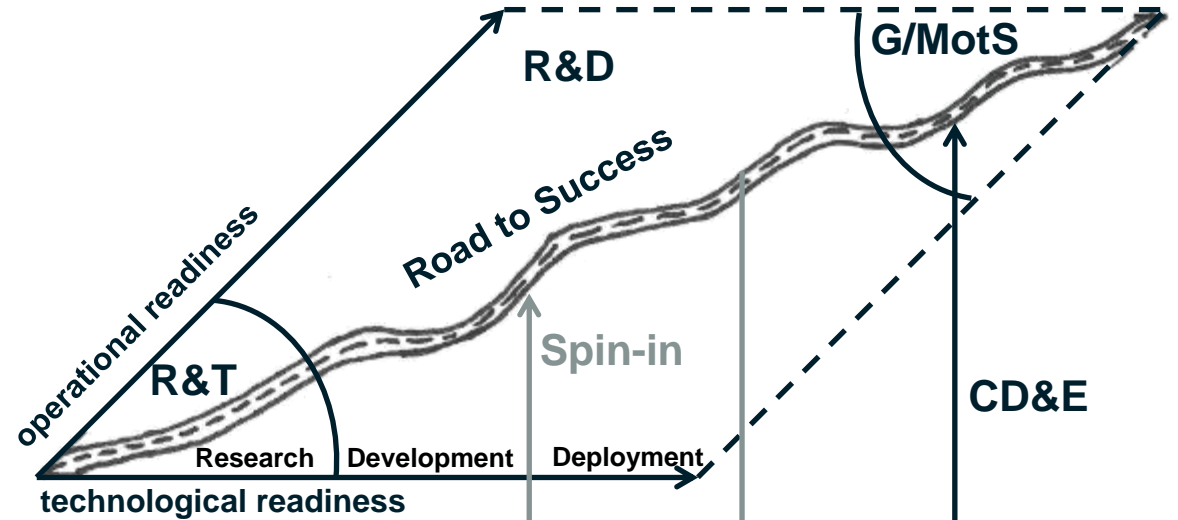 G/MotS
R&D
Road to Success
operational readiness
Spin-in
R&T
CD&E
Research
Development
Deployment
technological readiness